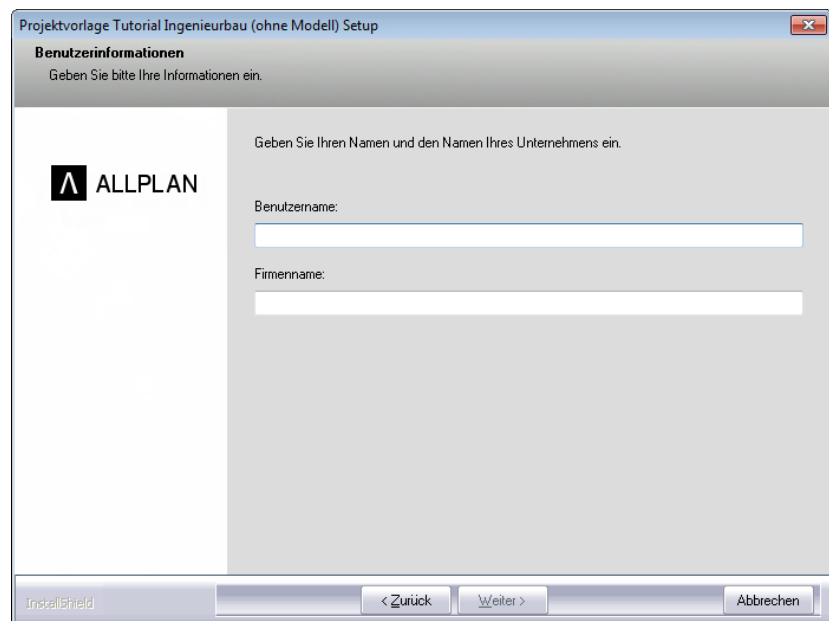 Projektvorlage Tutorial Ingenieurbau (ohne Modell) Setup
Benutzerinformationen
Geben Sie bitte Ihre Informationen ein.
Geben Sie Ihren Namen und den Namen Ihres Unternehmens ein.
ALLPLAN
Benutzername:
Firmenname:
InstallShield
< Zurück
Weiter >
Abbrechen